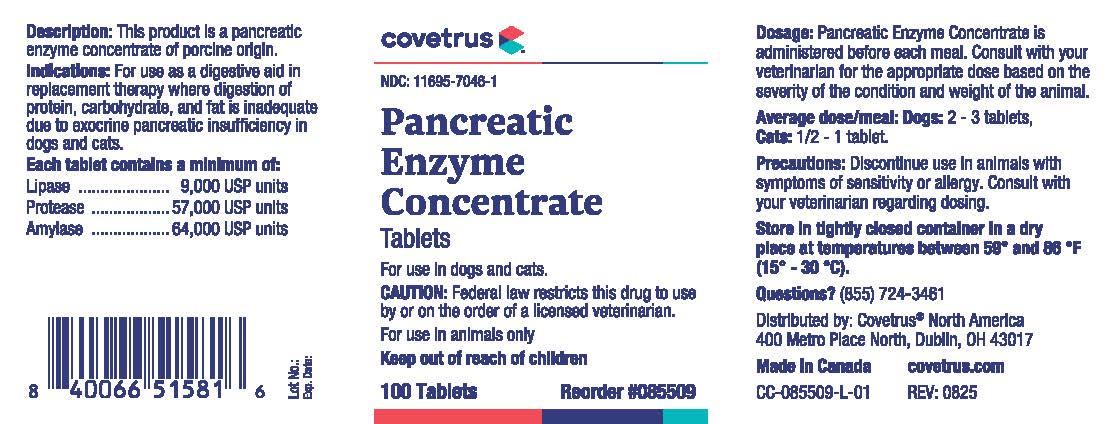 Description: This product is a pancreatic
enzyme concentrate of porcine origin.
Indications: For use as a digestive aid in
replacement therapy where digestion of
protein, carbohydrate, and fat is inadequate
due to exocrine pancreatic insufficiency in
dogs and cats.
Each tablet contains a minimum of:
Lipase ..................... 9,000 USP units
Protease .................. 57,000 USP units
Amylase .................. 64,000 USP units
8 40066 51581 6
Lot No.:
Exp. Date:
covetrus
NDC: 11695-7046-1
Pancreatic
Enzyme
Concentrate
Tablets
For use in dogs and cats.
CAUTION: Federal law restricts this drug to use
by or on the order of a licensed veterinarian.
For use in animals only
Keep out of reach of children
100 Tablets Reorder #085509
Dosage: Pancreatic Enzyme Concentrate is
administered before each meal. Consult with your
veterinarian for the appropriate dose based on the
severity of the condition and weight of the animal.
Average dose/meal: Dogs: 2 - 3 tablets,
Cats: 1/2 - 1 tablet.
Precautions: Discontinue use in animals with
symptoms of sensitivity or allergy. Consult with
your veterinarian regarding dosing.
Store in tightly closed container in a dry
place at temperatures between 59° and 86 °F
(15° - 30 °C).
Questions? (855) 724-3461
Distributed by: Covetrus® North America
400 Metro Place North, Dublin, OH 43017
Made in Canada covetrus.com
CC-085509-L-01 REV: 0825